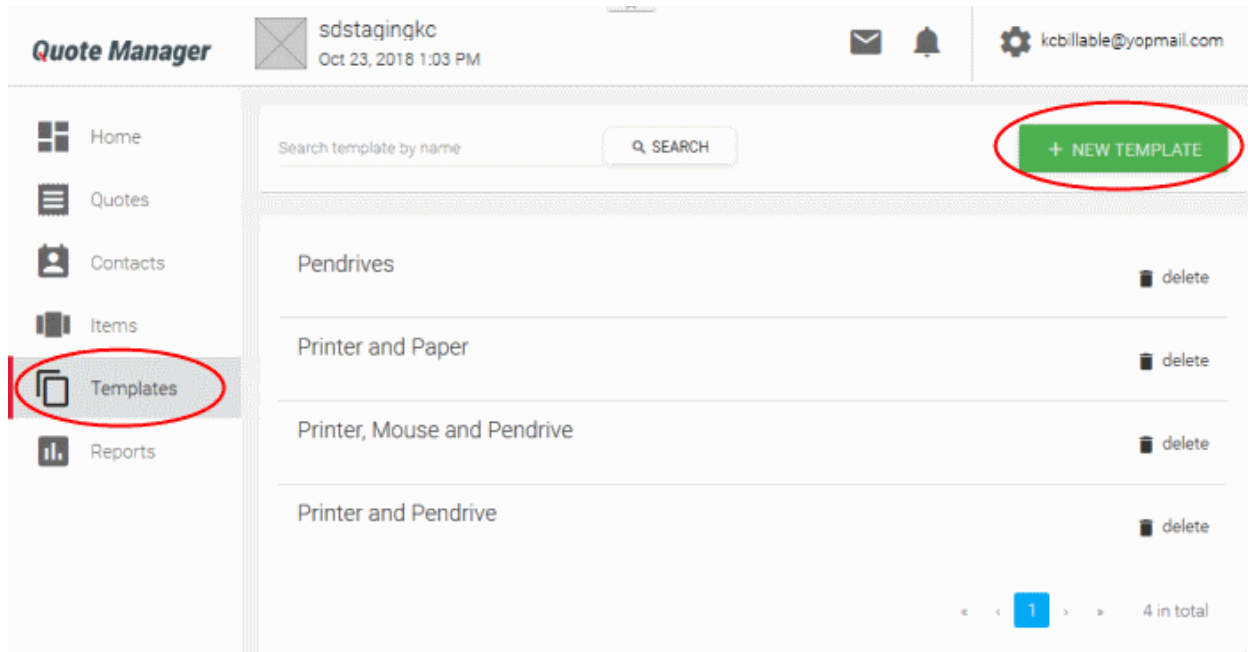 Quote Manager
sdstagingkc
Oct 23, 2018 1:03 PM
kcbillable@yopmail.com
Home
Quotes
Contacts
Items
Templates
Reports
Search template by name
SEARCH
+ NEW TEMPLATE
Pendrives
delete
Printer and Paper
delete
Printer, Mouse and Pendrive
delete
Printer and Pendrive
delete
« ‹ 1 › » 4 in total